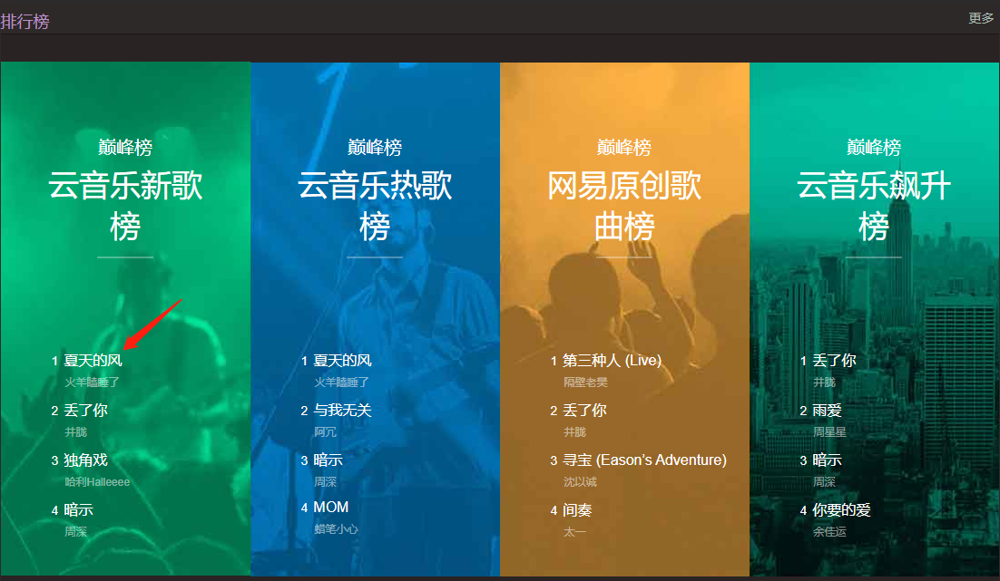 排行榜
更多
巅峰榜
云音乐新歌
榜
1 夏天的风
火羊瞌睡了
2 丢了你
井胧
3 独角戏
哈利Halleeee
4 暗示
周深
巅峰榜
云音乐热歌
榜
1 夏天的风
火羊瞌睡了
2 与我无关
阿冗
3 暗示
周深
4 MOM
蜡笔小心
巅峰榜
网易原创歌
曲榜
1 第三种人 (Live)
隔壁老樊
2 丢了你
井胧
3 寻宝 (Eason's Adventure)
沈以诚
4 间奏
太一
巅峰榜
云音乐飙升
榜
1 丢了你
井胧
2 雨爱
周星星
3 暗示
周深
4 你要的爱
余佳运